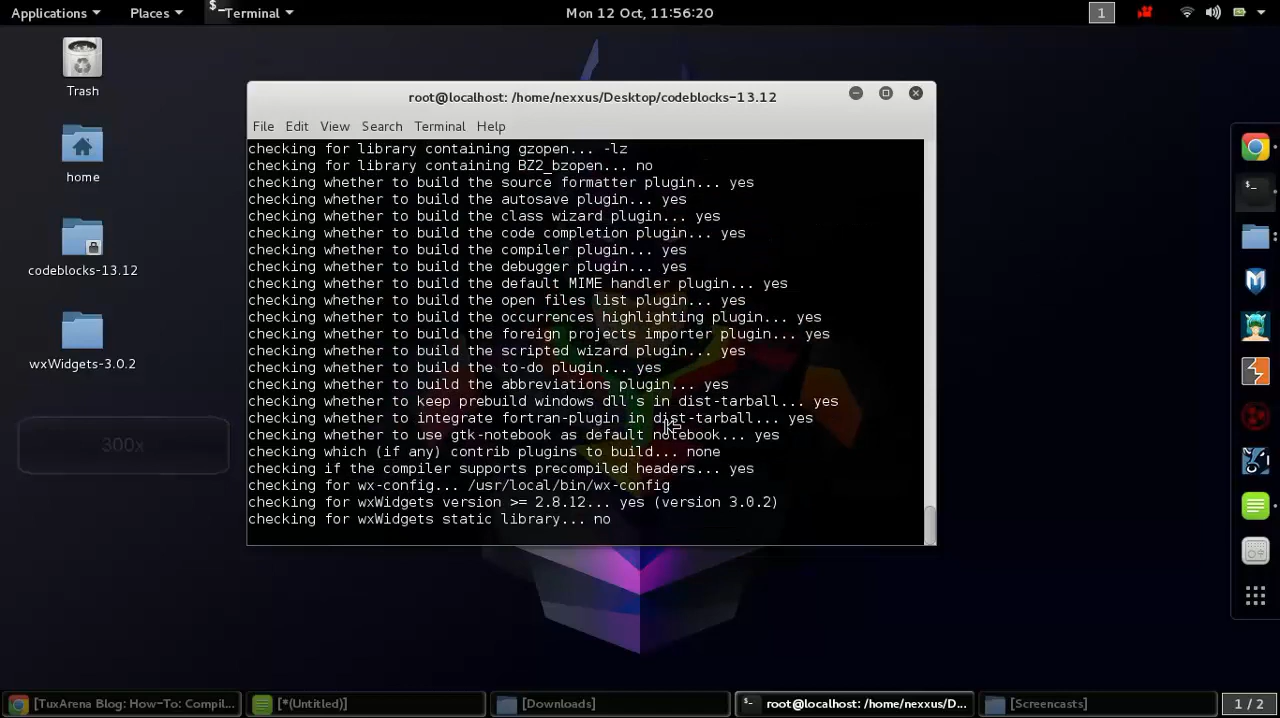 Applications
Places
Terminal
Mon 12 Oct, 11:56:20
1
Trash
home
codeblocks-13.12
wxWidgets-3.0.2
300x
root@localhost: /home/nexxus/Desktop/codeblocks-13.12
File Edit View Search Terminal Help
checking for library containing gzopen... -lz
checking for library containing BZ2_bzopen... no
checking whether to build the source formatter plugin... yes
checking whether to build the autosave plugin... yes
checking whether to build the class wizard plugin... yes
checking whether to build the code completion plugin... yes
checking whether to build the compiler plugin... yes
checking whether to build the debugger plugin... yes
checking whether to build the default MIME handler plugin... yes
checking whether to build the open files list plugin... yes
checking whether to build the occurrences highlighting plugin... yes
checking whether to build the foreign projects importer plugin... yes
checking whether to build the scripted wizard plugin... yes
checking whether to build the to-do plugin... yes
checking whether to build the abbreviations plugin... yes
checking whether to keep prebuild windows dll's in dist-tarball... yes
checking whether to integrate fortran-plugin in dist-tarball... yes
checking whether to use gtk-notebook as default notebook... yes
checking which (if any) contrib plugins to build... none
checking if the compiler supports precompiled headers... yes
checking for wx-config... /usr/local/bin/wx-config
checking for wxWidgets version >= 2.8.12... yes (version 3.0.2)
checking for wxWidgets static library... no
[TuxArena Blog: How-To: Compil...
[*(Untitled)]
[Downloads]
root@localhost: /home/nexxus/D...
[Screencasts]
1 / 2